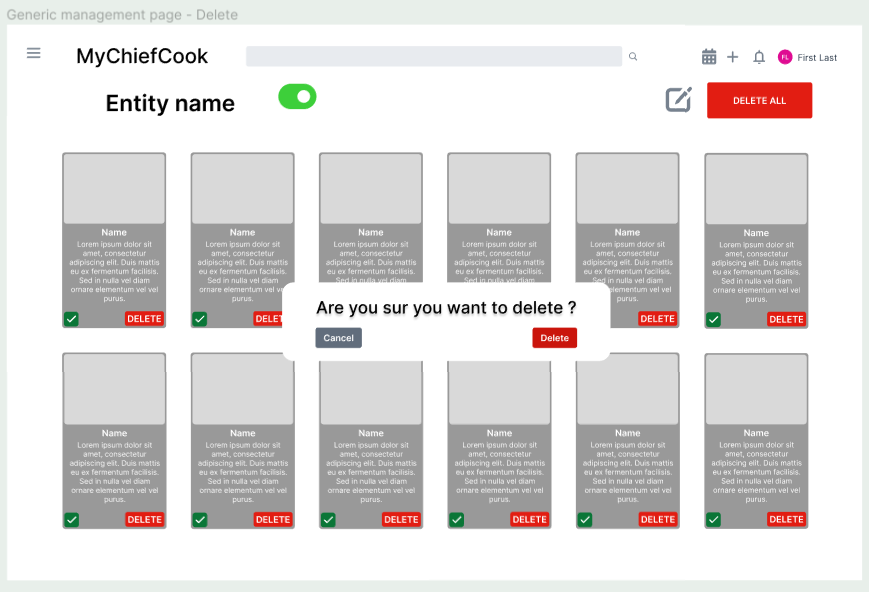 Generic management page - Delete
MyChiefCook
FL
First Last
Entity name
DELETE ALL
Name
Lorem ipsum dolor sit
amet, consectetur
adipiscing elit. Duis mattis
eu ex fermentum facilisis.
Sed in nulla vel diam
ornare elementum vel vel
purus.
DELETE
Name
Lorem ipsum dolor sit
amet, consectetur
adipiscing elit. Duis mattis
eu ex fermentum facilisis.
Sed in nulla vel diam
ornare elementum vel vel
purus.
Name
Lorem ipsum dolor sit
amet, consectetur
adipiscing elit. Duis mattis
eu ex fermentum facilisis.
Sed in nulla vel diam
Name
Lorem ipsum dolor sit
amet, consectetur
adipiscing elit. Duis mattis
eu ex fermentum facilisis.
Sed in nulla vel diam
Name
Lorem ipsum dolor sit
amet, consectetur
adipiscing elit. Duis mattis
eu ex fermentum facilisis.
Sed in nulla vel diam
elementum vel vel
purus.
DELETE
Name
Lorem ipsum dolor sit
amet, consectetur
adipiscing elit. Duis mattis
eu ex fermentum facilisis.
Sed in nulla vel diam
ornare elementum vel vel
purus.
DELETE
Are you sur you want to delete ?
Cancel
Delete
Name
Lorem ipsum dolor sit
amet, consectetur
adipiscing elit. Duis mattis
eu ex fermentum facilisis.
Sed in nulla vel diam
ornare elementum vel vel
purus.
DELETE
Name
Lorem ipsum dolor sit
amet, consectetur
adipiscing elit. Duis mattis
eu ex fermentum facilisis.
Sed in nulla vel diam
ornare elementum vel vel
purus.
DELETE
Name
Lorem ipsum dolor sit
amet, consectetur
adipiscing elit. Duis mattis
eu ex fermentum facilisis.
Sed in nulla vel diam
ornare elementum vel vel
purus.
DELETE
Name
Lorem ipsum dolor sit
amet, consectetur
adipiscing elit. Duis mattis
eu ex fermentum facilisis.
Sed in nulla vel diam
ornare elementum vel vel
purus.
DELETE
Name
Lorem ipsum dolor sit
amet, consectetur
adipiscing elit. Duis mattis
eu ex fermentum facilisis.
Sed in nulla vel diam
ornare elementum vel vel
purus.
DELETE
Name
Lorem ipsum dolor sit
amet, consectetur
adipiscing elit. Duis mattis
eu ex fermentum facilisis.
Sed in nulla vel diam
ornare elementum vel vel
purus.
DELETE